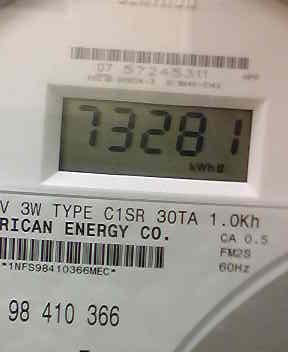 07 57245311
73281
kWh
V 3W TYPE C1SR 30TA 1.0Kh
RICAN ENERGY CO.
CA 0.5
FM2S
60Hz
*1NFS98410366MEC*
98 410 366